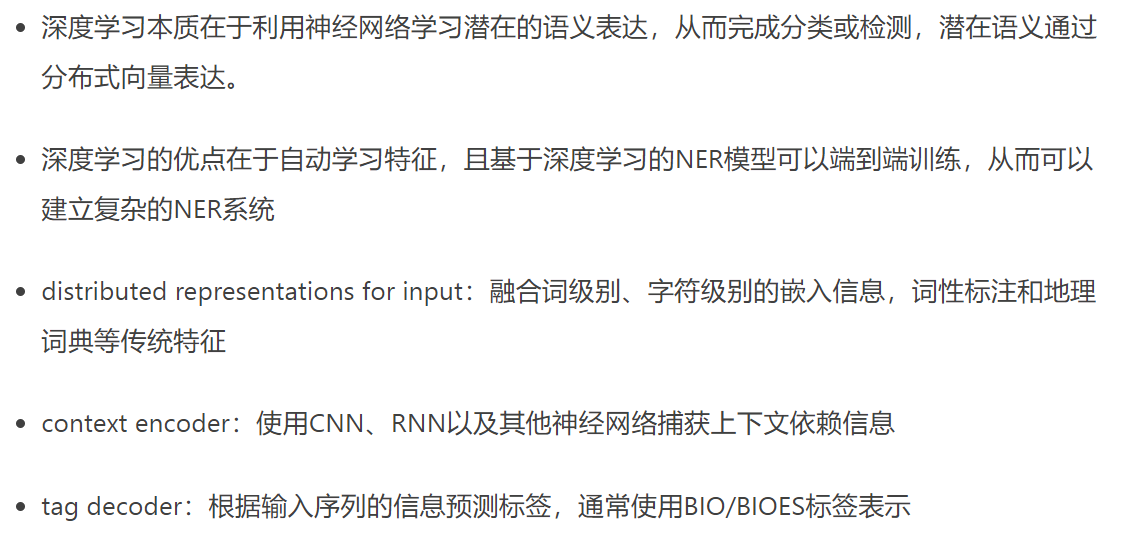 • 深度学习本质在于利用神经网络学习潜在的语义表达，从而完成分类或检测，潜在语义通过
分布式向量表达。
• 深度学习的优点在于自动学习特征，且基于深度学习的NER模型可以端到端训练，从而可以
建立复杂的NER系统
• distributed representations for input：融合词级别、字符级别的嵌入信息，词性标注和地理
词典等传统特征
• context encoder：使用CNN、RNN以及其他神经网络捕获上下文依赖信息
• tag decoder：根据输入序列的信息预测标签，通常使用BIO/BIOES标签表示